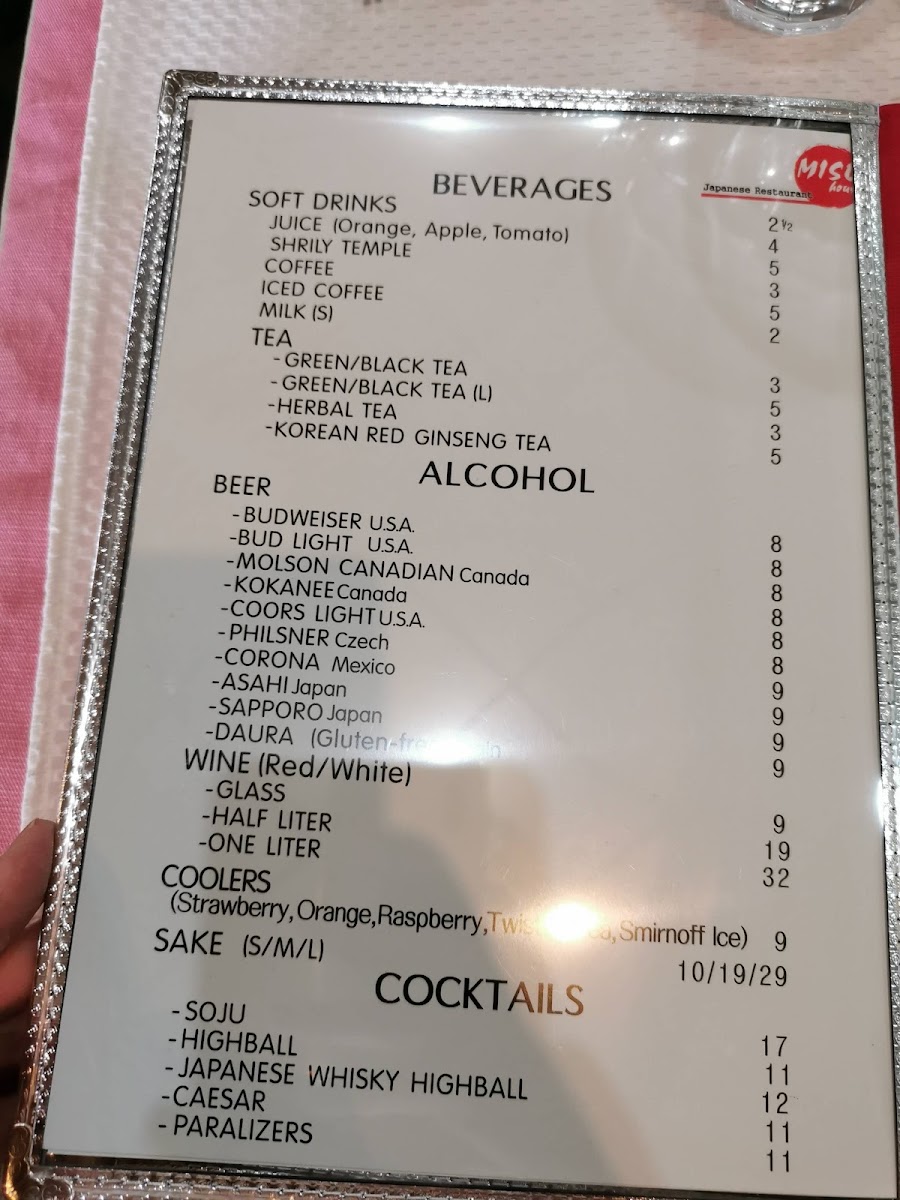 BEVERAGES
Japanese Restaurant
SOFT DRINKS 2 1/2
JUICE (Orange, Apple, Tomato) 4
SHRILY TEMPLE 5
COFFEE 3
ICED COFFEE 5
MILK (S) 2
TEA
-GREEN/BLACK TEA 3
-GREEN/BLACK TEA (L) 5
-HERBAL TEA 3
-KOREAN RED GINSENG TEA 5
ALCOHOL
BEER
-BUDWEISER U.S.A. 8
-BUD LIGHT U.S.A. 8
-MOLSON CANADIAN Canada 8
-KOKANEE Canada 8
-COORS LIGHT U.S.A. 8
-PHILSNER Czech 8
-CORONA Mexico 9
-ASAHI Japan 9
-SAPPORO Japan 9
-DAURA (Gluten-free 9
WINE (Red/White)
-GLASS 9
-HALF LITER 19
-ONE LITER 32
COOLERS
(Strawberry, Orange, Raspberry, Smirnoff Ice) 9
SAKE (S/M/L) 10/19/29
COCKTAILS
-SOJU 17
-HIGHBALL 11
-JAPANESE WHISKY HIGHBALL 12
-CAESAR 11
-PARALIZERS 11